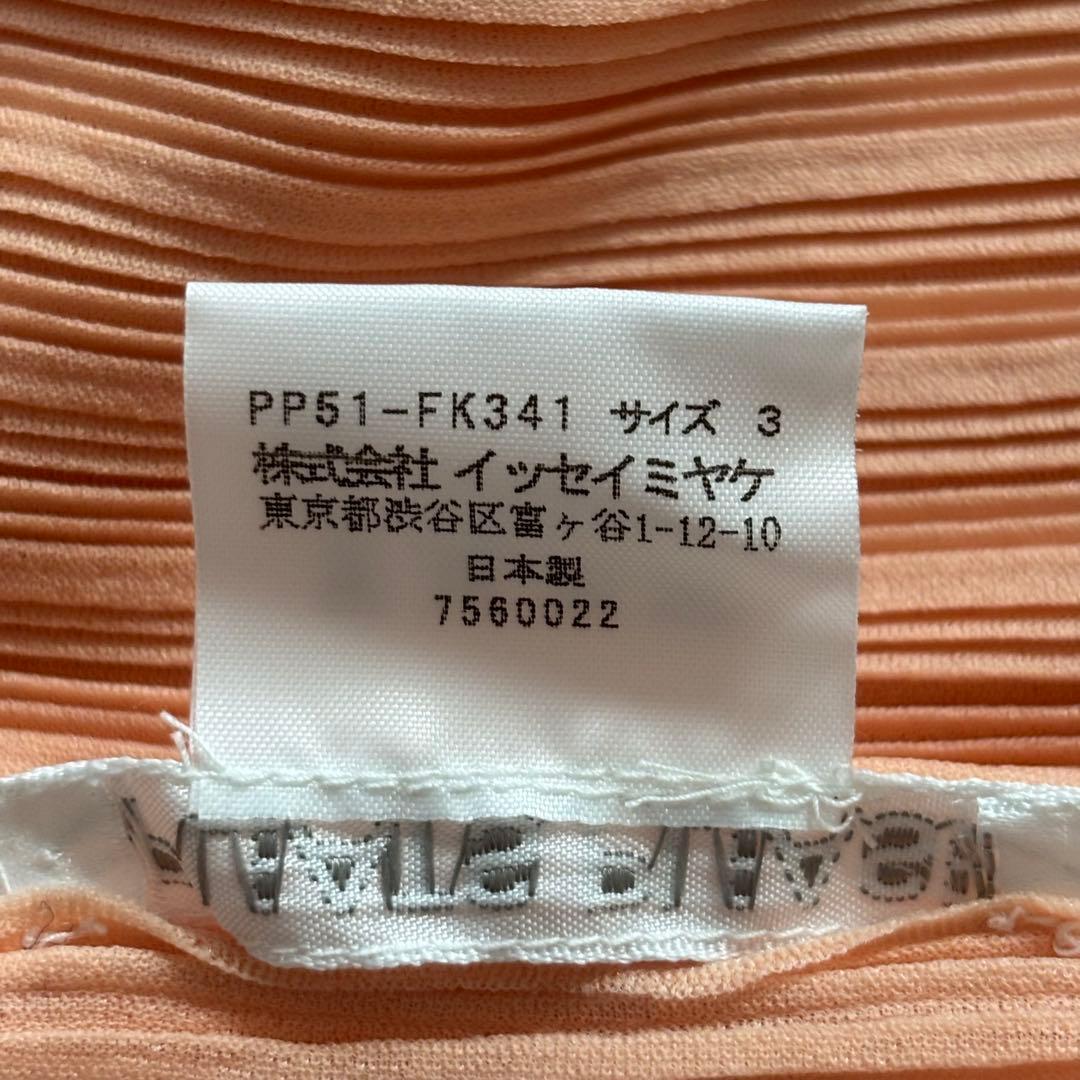 PP51-FK341 サイズ 3
株式会社 イッセイミヤケ
東京都渋谷区富ヶ谷1-12-10
日本製
7560022